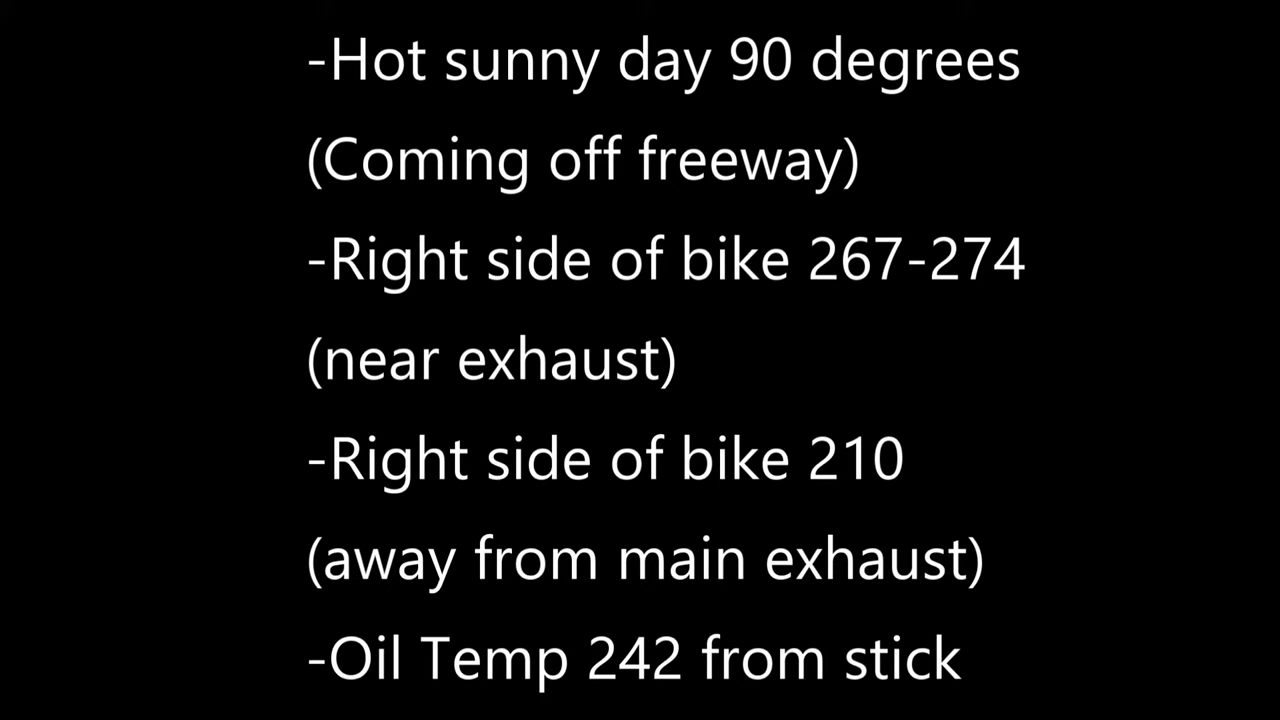 -Hot sunny day 90 degrees
(Coming off freeway)
-Right side of bike 267-274
(near exhaust)
-Right side of bike 210
(away from main exhaust)
-Oil Temp 242 from stick